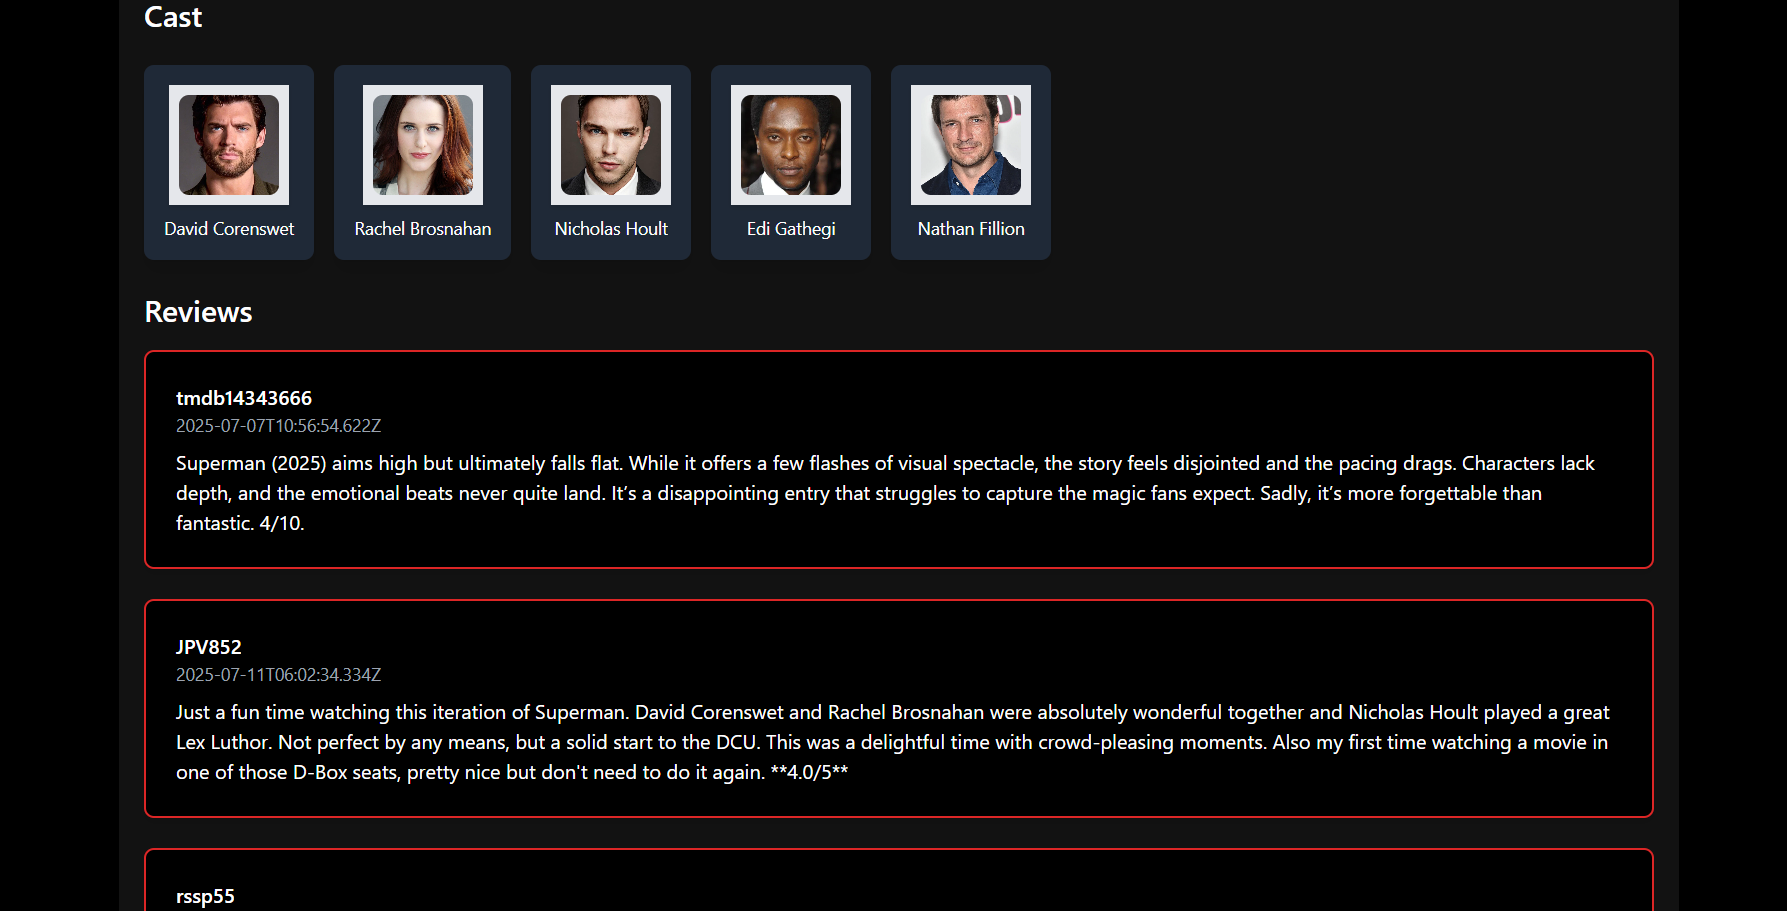 Cast
David Corenswet
Rachel Brosnahan
Nicholas Hoult
Edi Gathegi
Nathan Fillion
Reviews
tmdb14343666
2025-07-07T10:56:54.622Z
Superman (2025) aims high but ultimately falls flat. While it offers a few flashes of visual spectacle, the story feels disjointed and the pacing drags. Characters lack
depth, and the emotional beats never quite land. It’s a disappointing entry that struggles to capture the magic fans expect. Sadly, it’s more forgettable than
fantastic. 4/10.
JPV852
2025-07-11T06:02:34.334Z
Just a fun time watching this iteration of Superman. David Corenswet and Rachel Brosnahan were absolutely wonderful together and Nicholas Hoult played a great
Lex Luthor. Not perfect by any means, but a solid start to the DCU. This was a delightful time with crowd-pleasing moments. Also my first time watching a movie in
one of those D-Box seats, pretty nice but don't need to do it again. **4.0/5**
rssp55